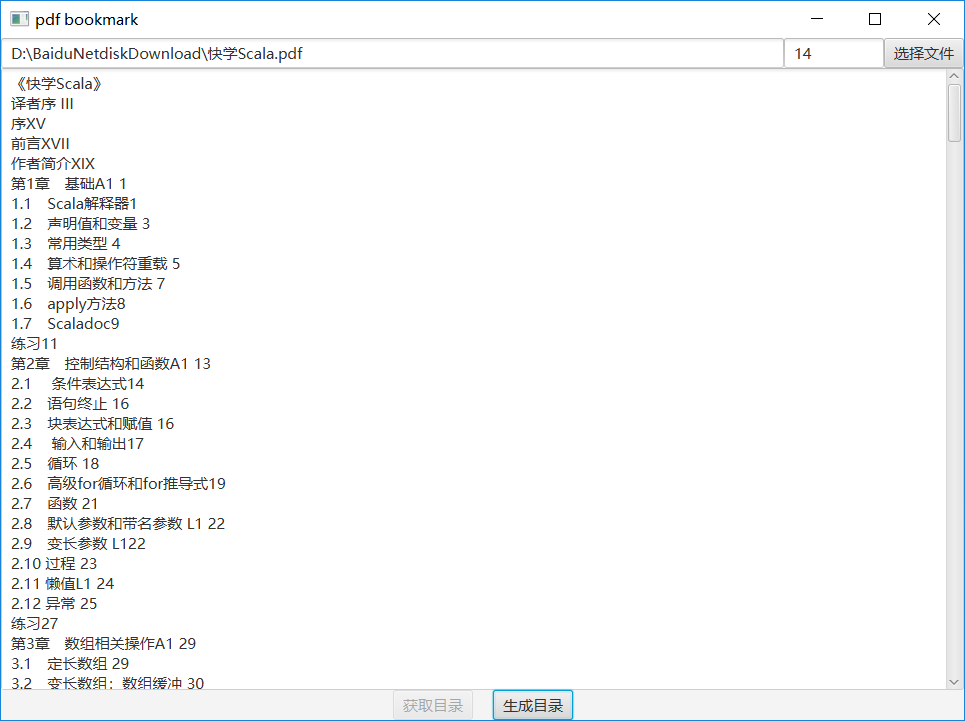 pdf bookmark
D:\BaiduNetdiskDownload\快学Scala.pdf 14 选择文件
《快学Scala》
译者序 III
序XV
前言XVII
作者简介XIX
第1章　基础A1 1
1.1　Scala解释器1
1.2　声明值和变量 3
1.3　常用类型 4
1.4　算术和操作符重载 5
1.5　调用函数和方法 7
1.6　apply方法8
1.7　Scaladoc9
练习11
第2章　控制结构和函数A1 13
2.1　 条件表达式14
2.2　语句终止 16
2.3　块表达式和赋值 16
2.4　 输入和输出17
2.5　循环 18
2.6　高级for循环和for推导式19
2.7　函数 21
2.8　默认参数和带名参数 L1 22
2.9　变长参数 L122
2.10 过程 23
2.11 懒值L1 24
2.12 异常 25
练习27
第3章　数组相关操作A1 29
3.1　定长数组 29
3.2　变长数组：数组缓冲 30
获取目录 生成目录